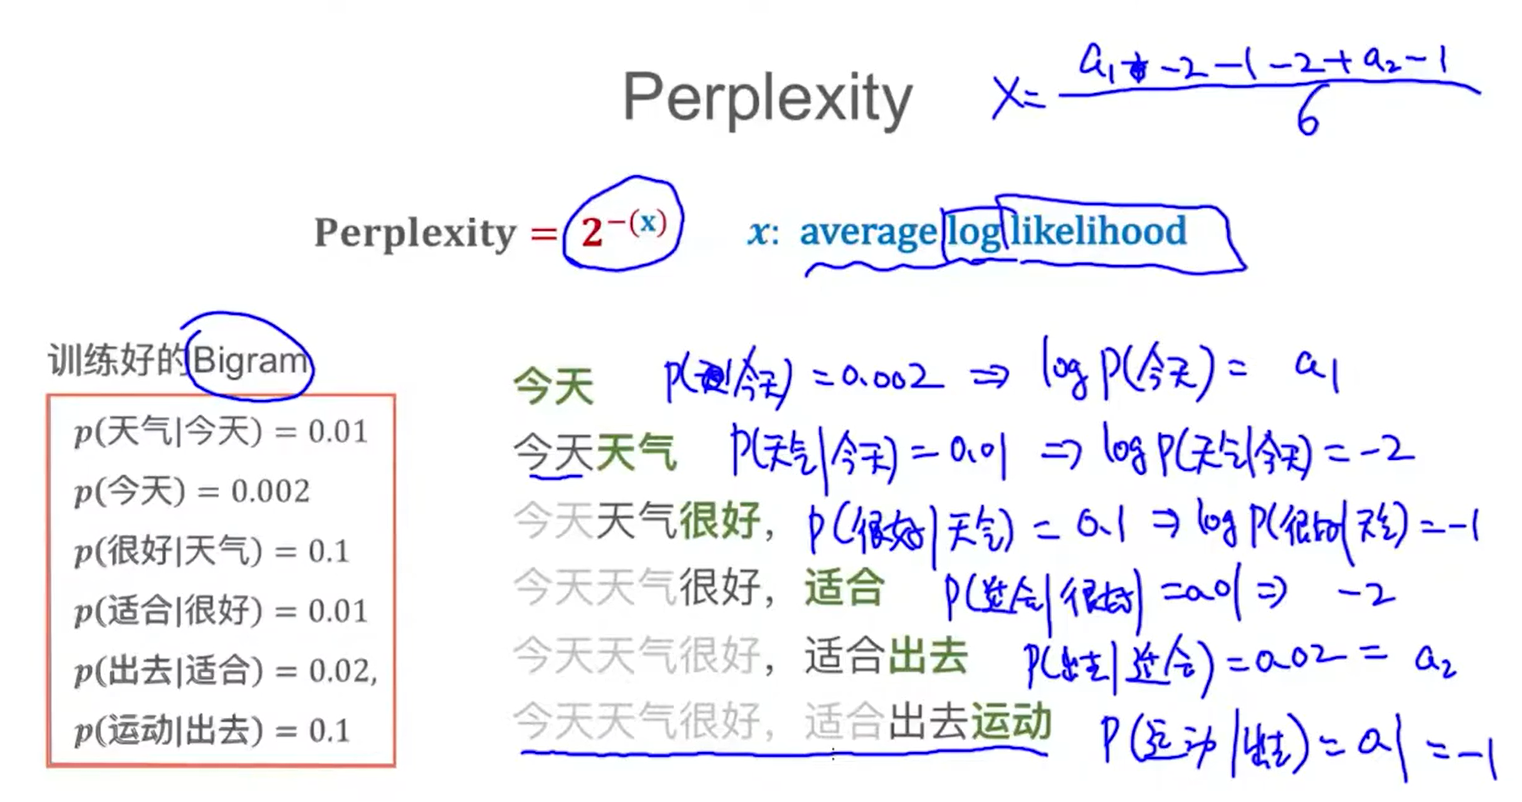 Perplexity
X= a₁ + -2 -1 -2 + a₂ -1
6
Perplexity = 2^−(x)
x: average log likelihood
训练好的Bigram
p(天气|今天) = 0.01
p(今天) = 0.002
p(很好|天气) = 0.1
p(适合|很好) = 0.01
p(出去|适合) = 0.02,
p(运动|出去) = 0.1
今天 p( 今天) = 0.002 ⇒ log p(今天) = a₁
今天天气 p(天气|今天) = 0.01 ⇒ log p(天气|今天) = -2
今天天气很好, p(很好|天气) = 0.1 ⇒ log p(很好|天气) = -1
今天天气很好, 适合 p(适合|很好) = 0.01 ⇒ -2
今天天气很好, 适合出去 p(出去|适合) = 0.02 = a₂
今天天气很好, 适合出去运动 p(运动|出去) = 0.1 = -1